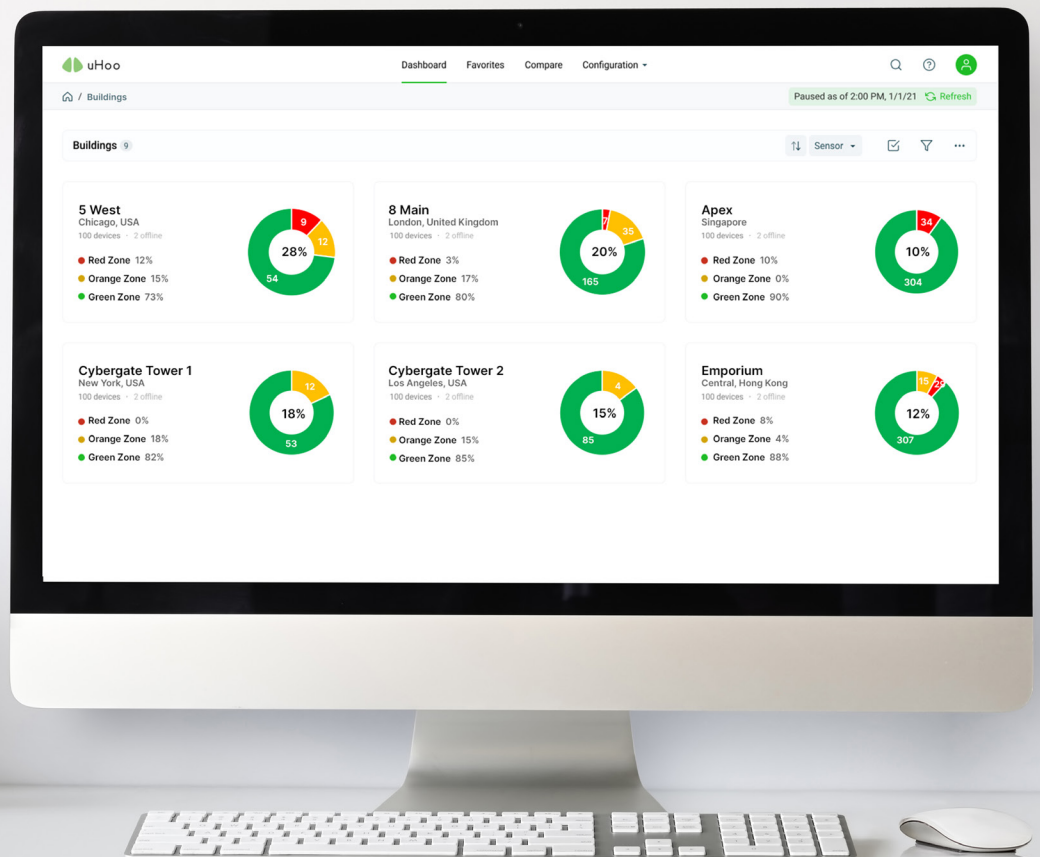 uHoo
Dashboard Favorites Compare Configuration
/ Buildings
Paused as of 2:00 PM, 1/1/21 Refresh
Buildings 9
Sensor
5 West
Chicago, USA
100 devices · 2 offline
Red Zone 12%
Orange Zone 15%
Green Zone 73%
9
12
28%
54
8 Main
London, United Kingdom
100 devices · 2 offline
Red Zone 3%
Orange Zone 17%
Green Zone 80%
7
35
20%
165
Apex
Singapore
100 devices · 2 offline
Red Zone 10%
Orange Zone 0%
Green Zone 90%
34
10%
304
Cybergate Tower 1
New York, USA
100 devices · 2 offline
Red Zone 0%
Orange Zone 18%
Green Zone 82%
12
18%
53
Cybergate Tower 2
Los Angeles, USA
100 devices · 2 offline
Red Zone 0%
Orange Zone 15%
Green Zone 85%
4
15%
85
Emporium
Central, Hong Kong
100 devices · 2 offline
Red Zone 8%
Orange Zone 4%
Green Zone 88%
15
12%
307